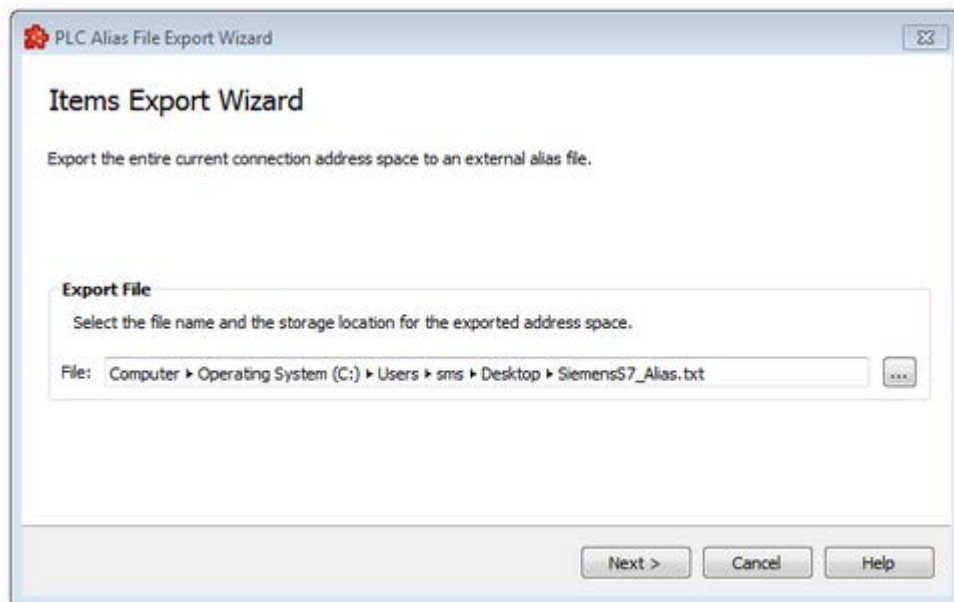 PLC Alias File Export Wizard
Items Export Wizard
Export the entire current connection address space to an external alias file.
Export File
Select the file name and the storage location for the exported address space.
File: Computer ▸ Operating System (C:) ▸ Users ▸ sms ▸ Desktop ▸ SiemensS7_Alias.txt ...
Next > Cancel Help